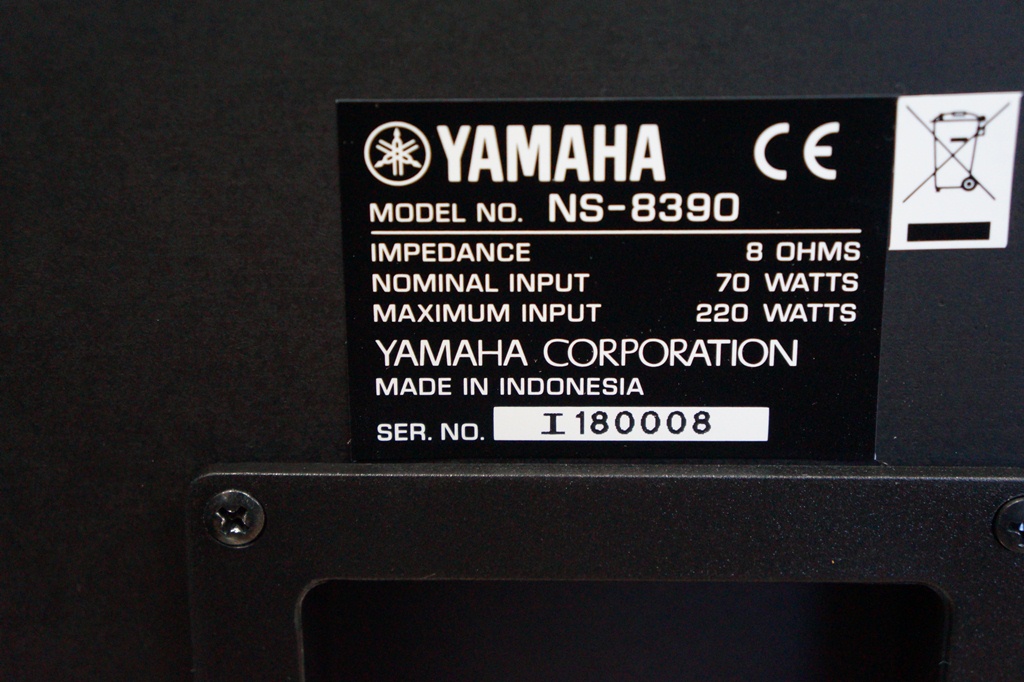 YAMAHA CE
MODEL NO. NS-8390
IMPEDANCE 8 OHMS
NOMINAL INPUT 70 WATTS
MAXIMUM INPUT 220 WATTS
YAMAHA CORPORATION
MADE IN INDONESIA
SER. NO. I180008